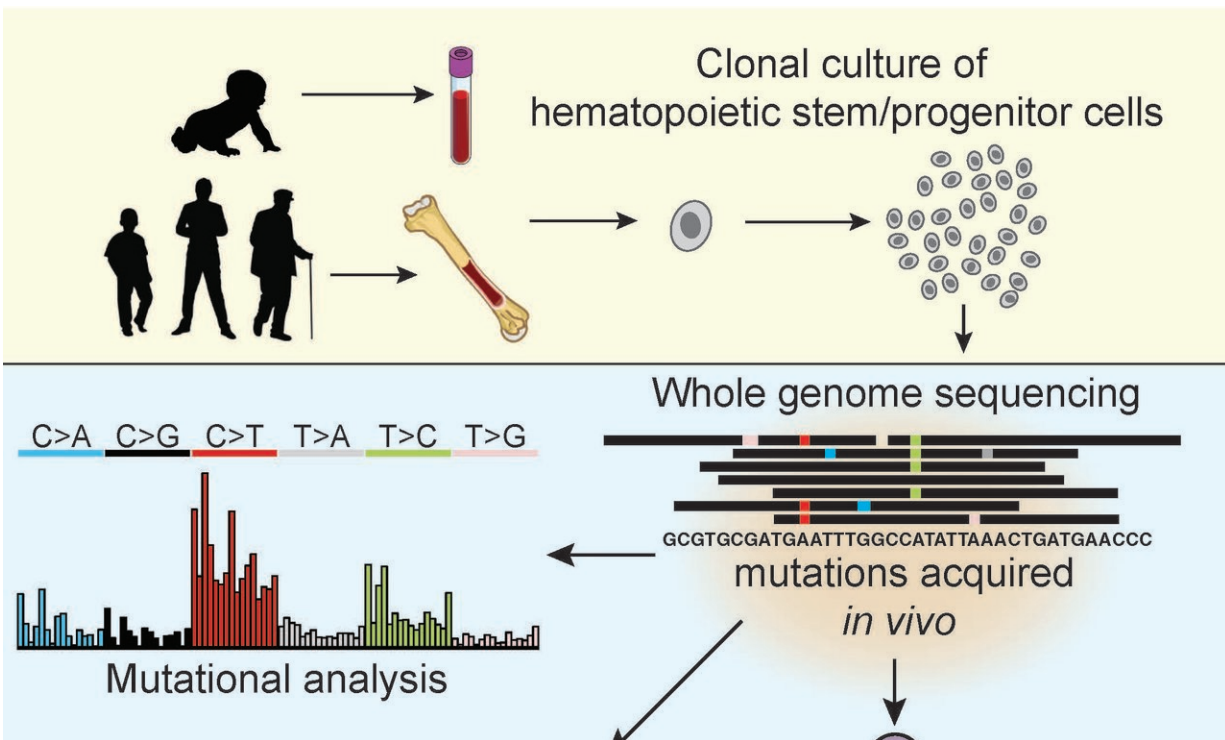 Clonal culture of
hematopoietic stem/progenitor cells
Whole genome sequencing
C>A C>G C>T T>A T>C T>G
GCGTGCGATGAATTTGGCCATATTAAACTGATGAACCC
mutations acquired
in vivo
Mutational analysis